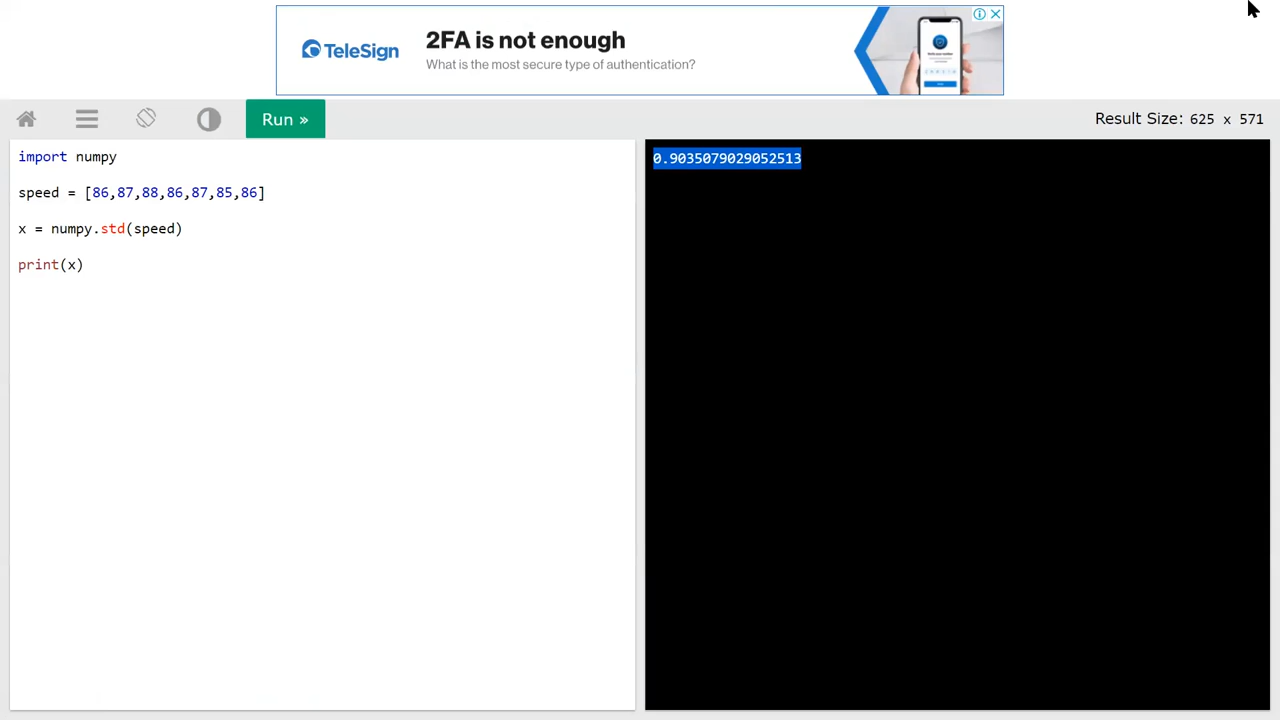 TeleSign
2FA is not enough
What is the most secure type of authentication?
Run »
Result Size: 625 x 571
import numpy
speed = [86,87,88,86,87,85,86]
x = numpy.std(speed)
print(x)
0.9035079029052513